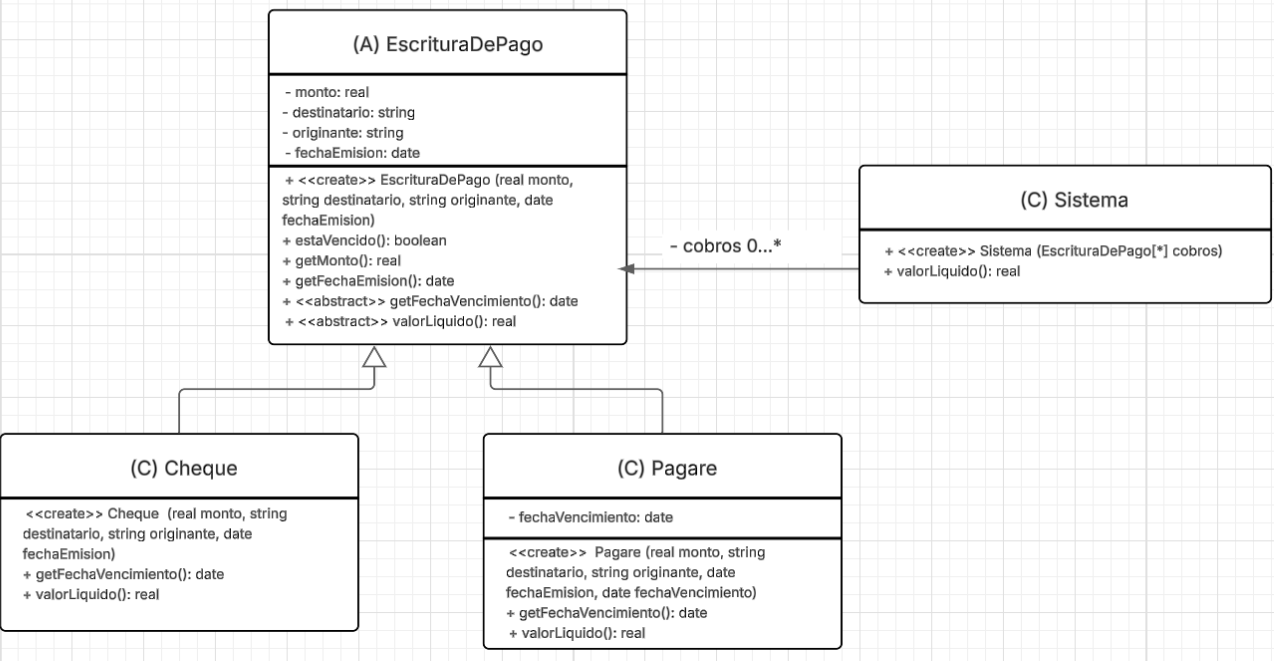 (A) EscrituraDePago
- monto: real
- destinatario: string
- originante: string
- fechaEmision: date
+ <<create>> EscrituraDePago (real monto,
string destinatario, string originante, date
fechaEmision)
+ estaVencido(): boolean
+ getMonto(): real
+ getFechaEmision(): date
+ <<abstract>> getFechaVencimiento(): date
+ <<abstract>> valorLiquido(): real
- cobros 0...*
(C) Sistema
+ <<create>> Sistema (EscrituraDePago[*] cobros)
+ valorLiquido(): real
(C) Cheque
<<create>> Cheque (real monto, string
destinatario, string originante, date
fechaEmision)
+ getFechaVencimiento(): date
+ valorLiquido(): real
(C) Pagare
- fechaVencimiento: date
<<create>> Pagare (real monto, string
destinatario, string originante, date
fechaEmision, date fechaVencimiento)
+ getFechaVencimiento(): date
+ valorLiquido(): real